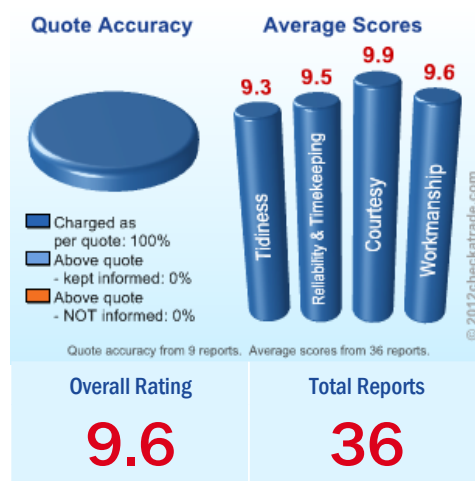 Quote Accuracy
Average Scores
9.3
9.5
9.9
9.6
Tidiness
Reliability & Timekeeping
Courtesy
Workmanship
Charged as
per quote: 100%
Above quote
- kept informed: 0%
Above quote
- NOT informed: 0%
© 2012checkatrade.com
Quote accuracy from 9 reports. Average scores from 36 reports.
Overall Rating
Total Reports
9.6
36